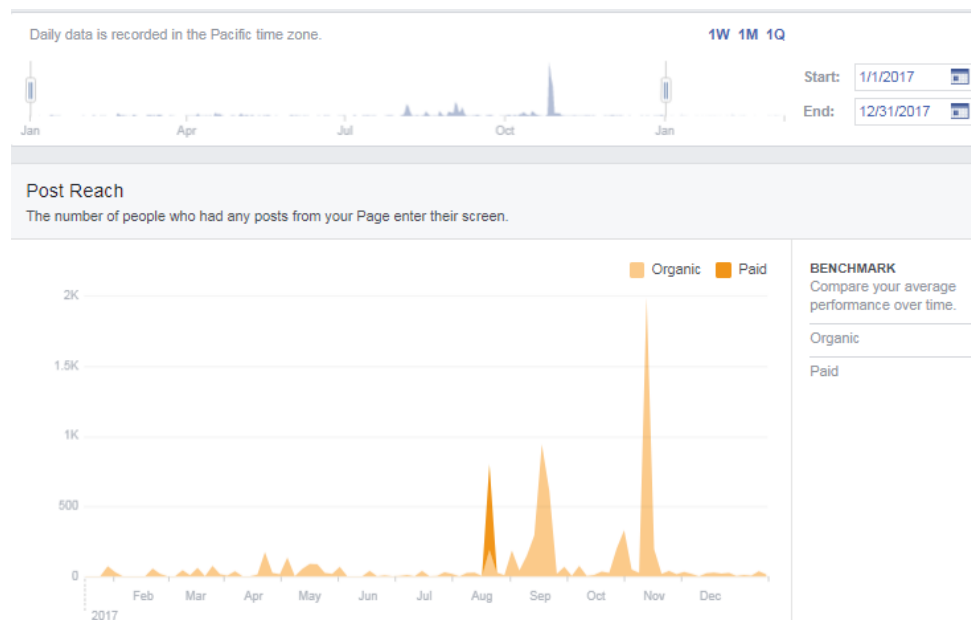 Daily data is recorded in the Pacific time zone.
1W 1M 1Q
Start: 1/1/2017
End: 12/31/2017
Jan Apr Jul Oct Jan
Post Reach
The number of people who had any posts from your Page enter their screen.
Organic Paid
BENCHMARK
Compare your average
performance over time.
Organic
Paid
2K
1.5K
1K
500
0
Feb Mar Apr May Jun Jul Aug Sep Oct Nov Dec
2017